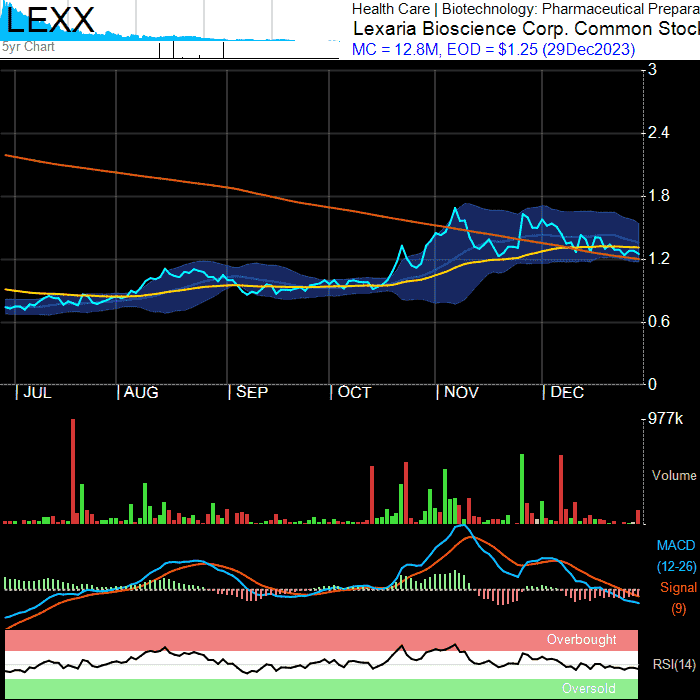 LEXX
5yr Chart
Health Care | Biotechnology: Pharmaceutical Prepara
Lexaria Bioscience Corp. Common Stoc
MC = 12.8M, EOD = $1.25 (29Dec2023)
3
2.4
1.8
1.2
0.6
0
| JUL | AUG | SEP | OCT | NOV | DEC
977k
Volume
MACD
(12-26)
Signal
(9)
Overbought
RSI(14)
Oversold